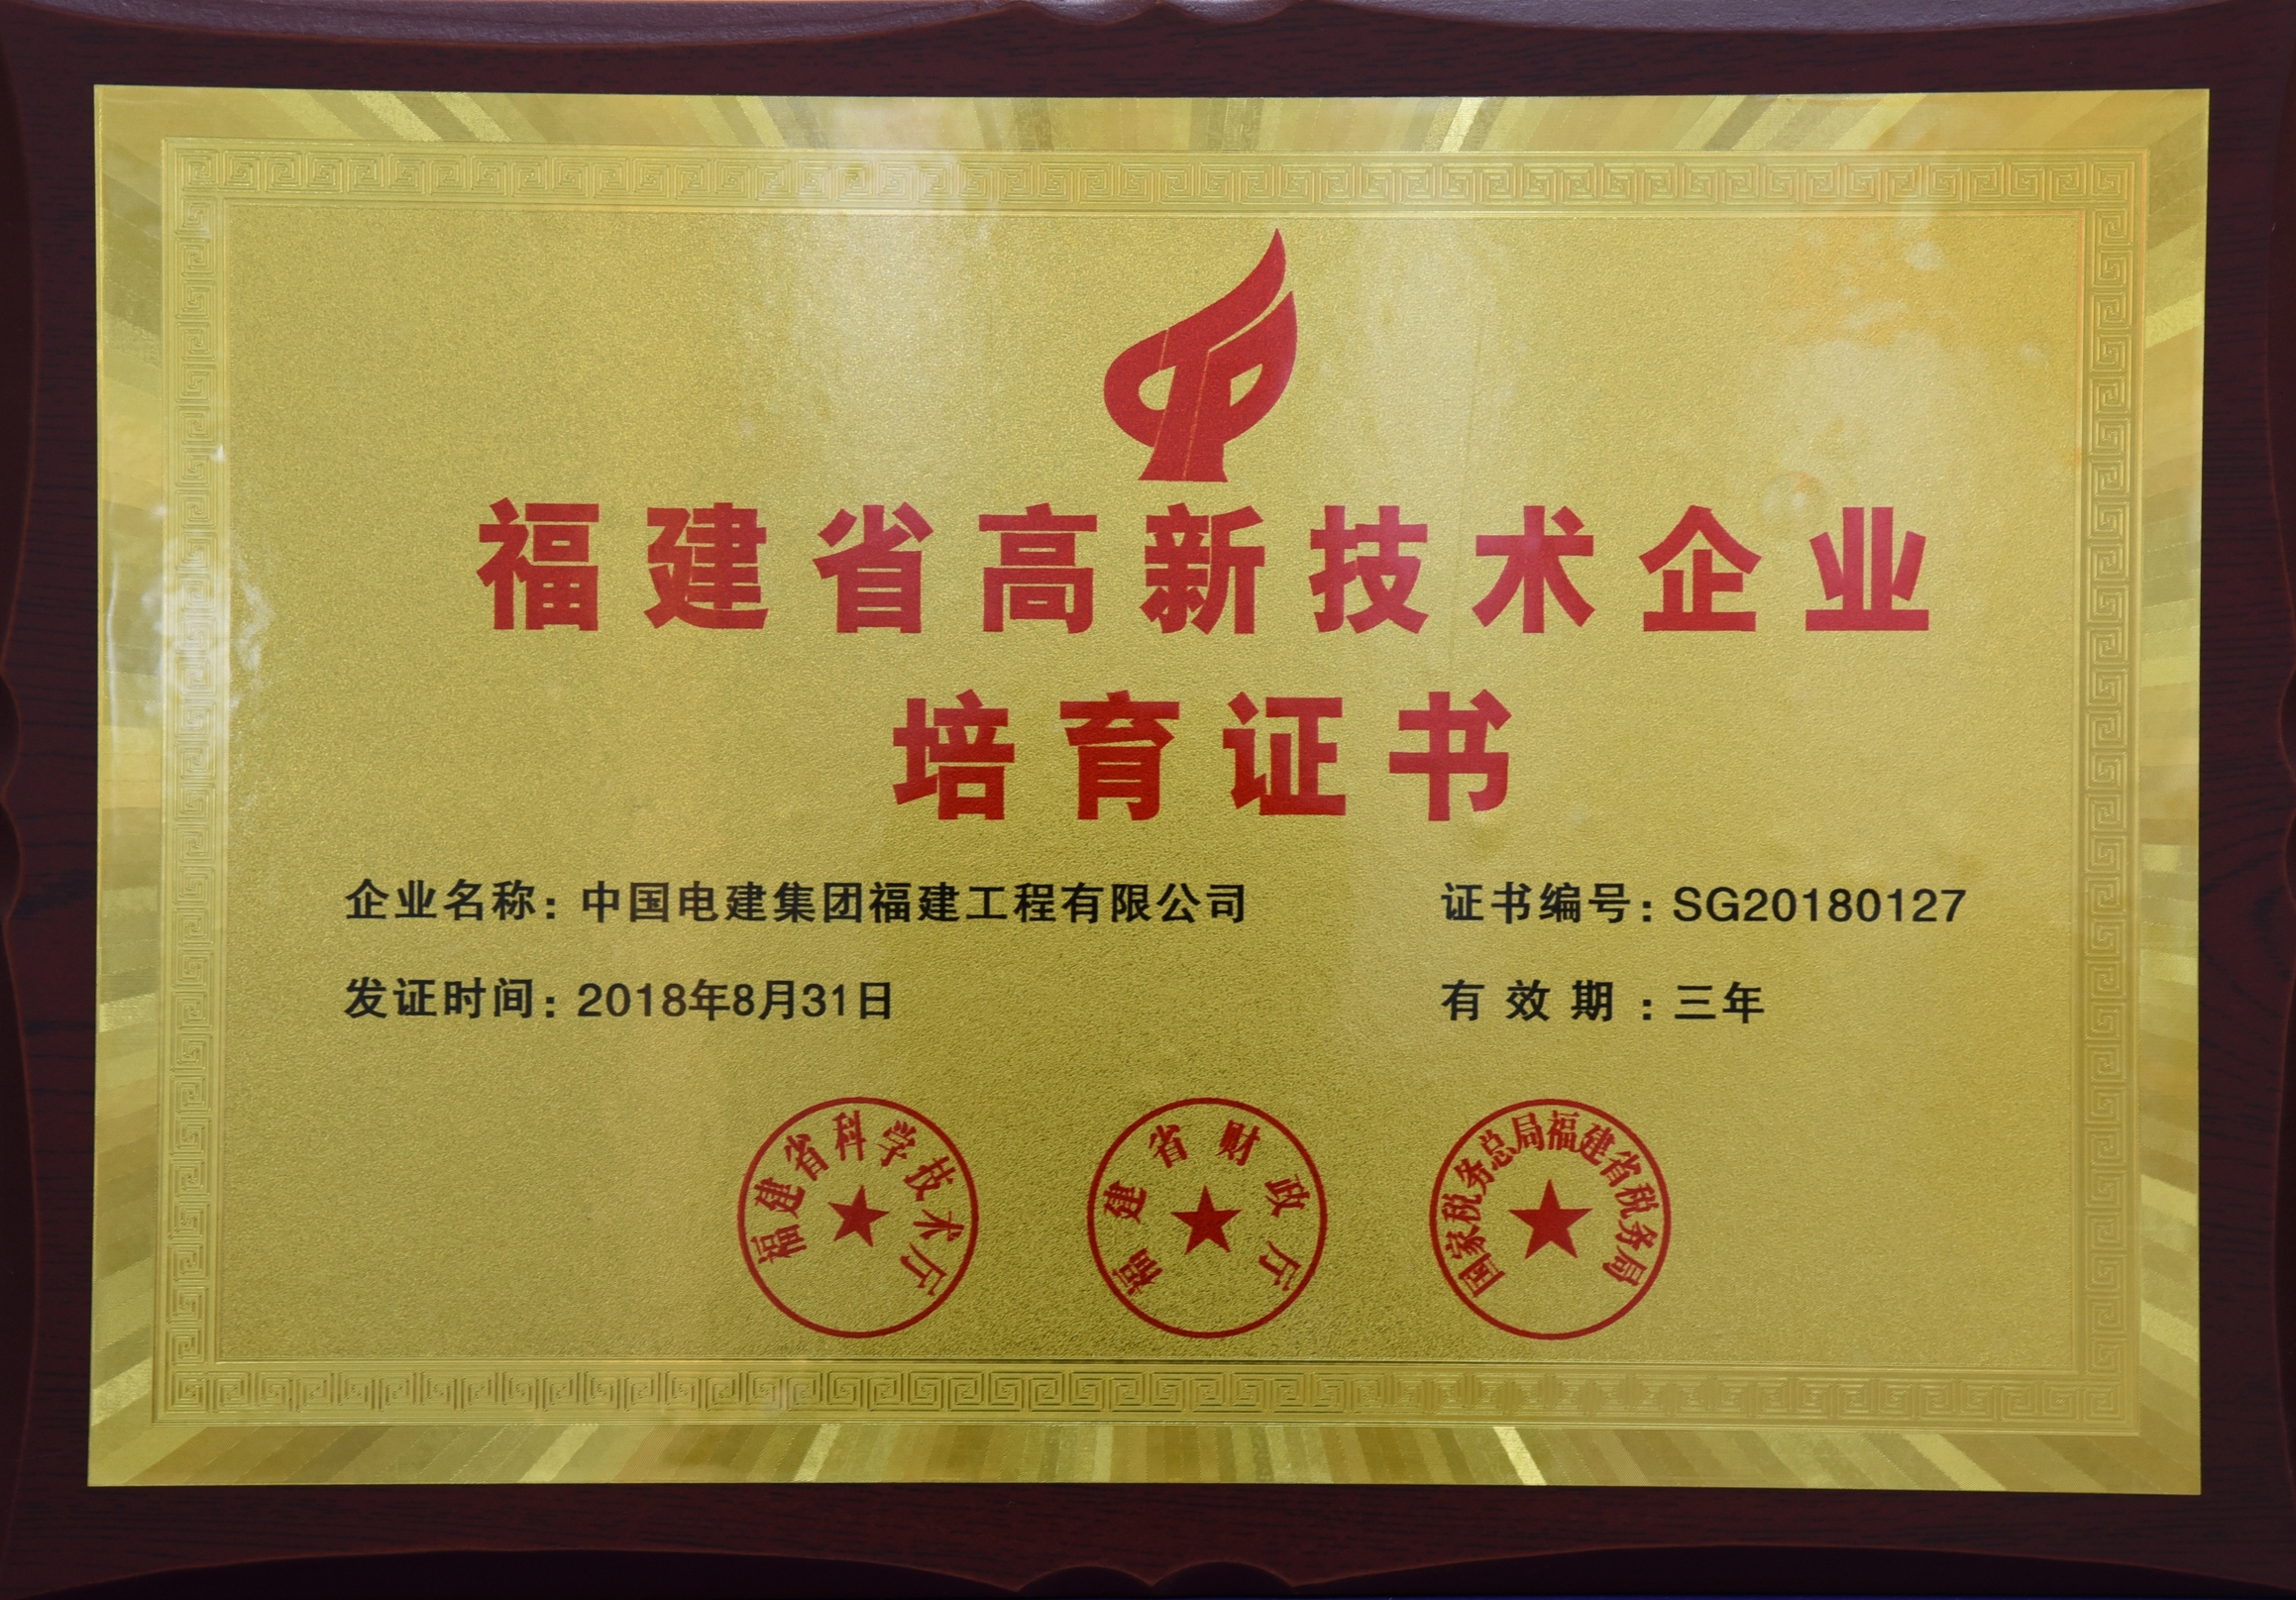 福建省高新技术企业
培育证书
企业名称：中国电建集团福建工程有限公司
证书编号：SG20180127
发证时间：2018年8月31日
有效期：三年
福建省科学技术厅
福建省财政厅
国家税务总局福建省税务局